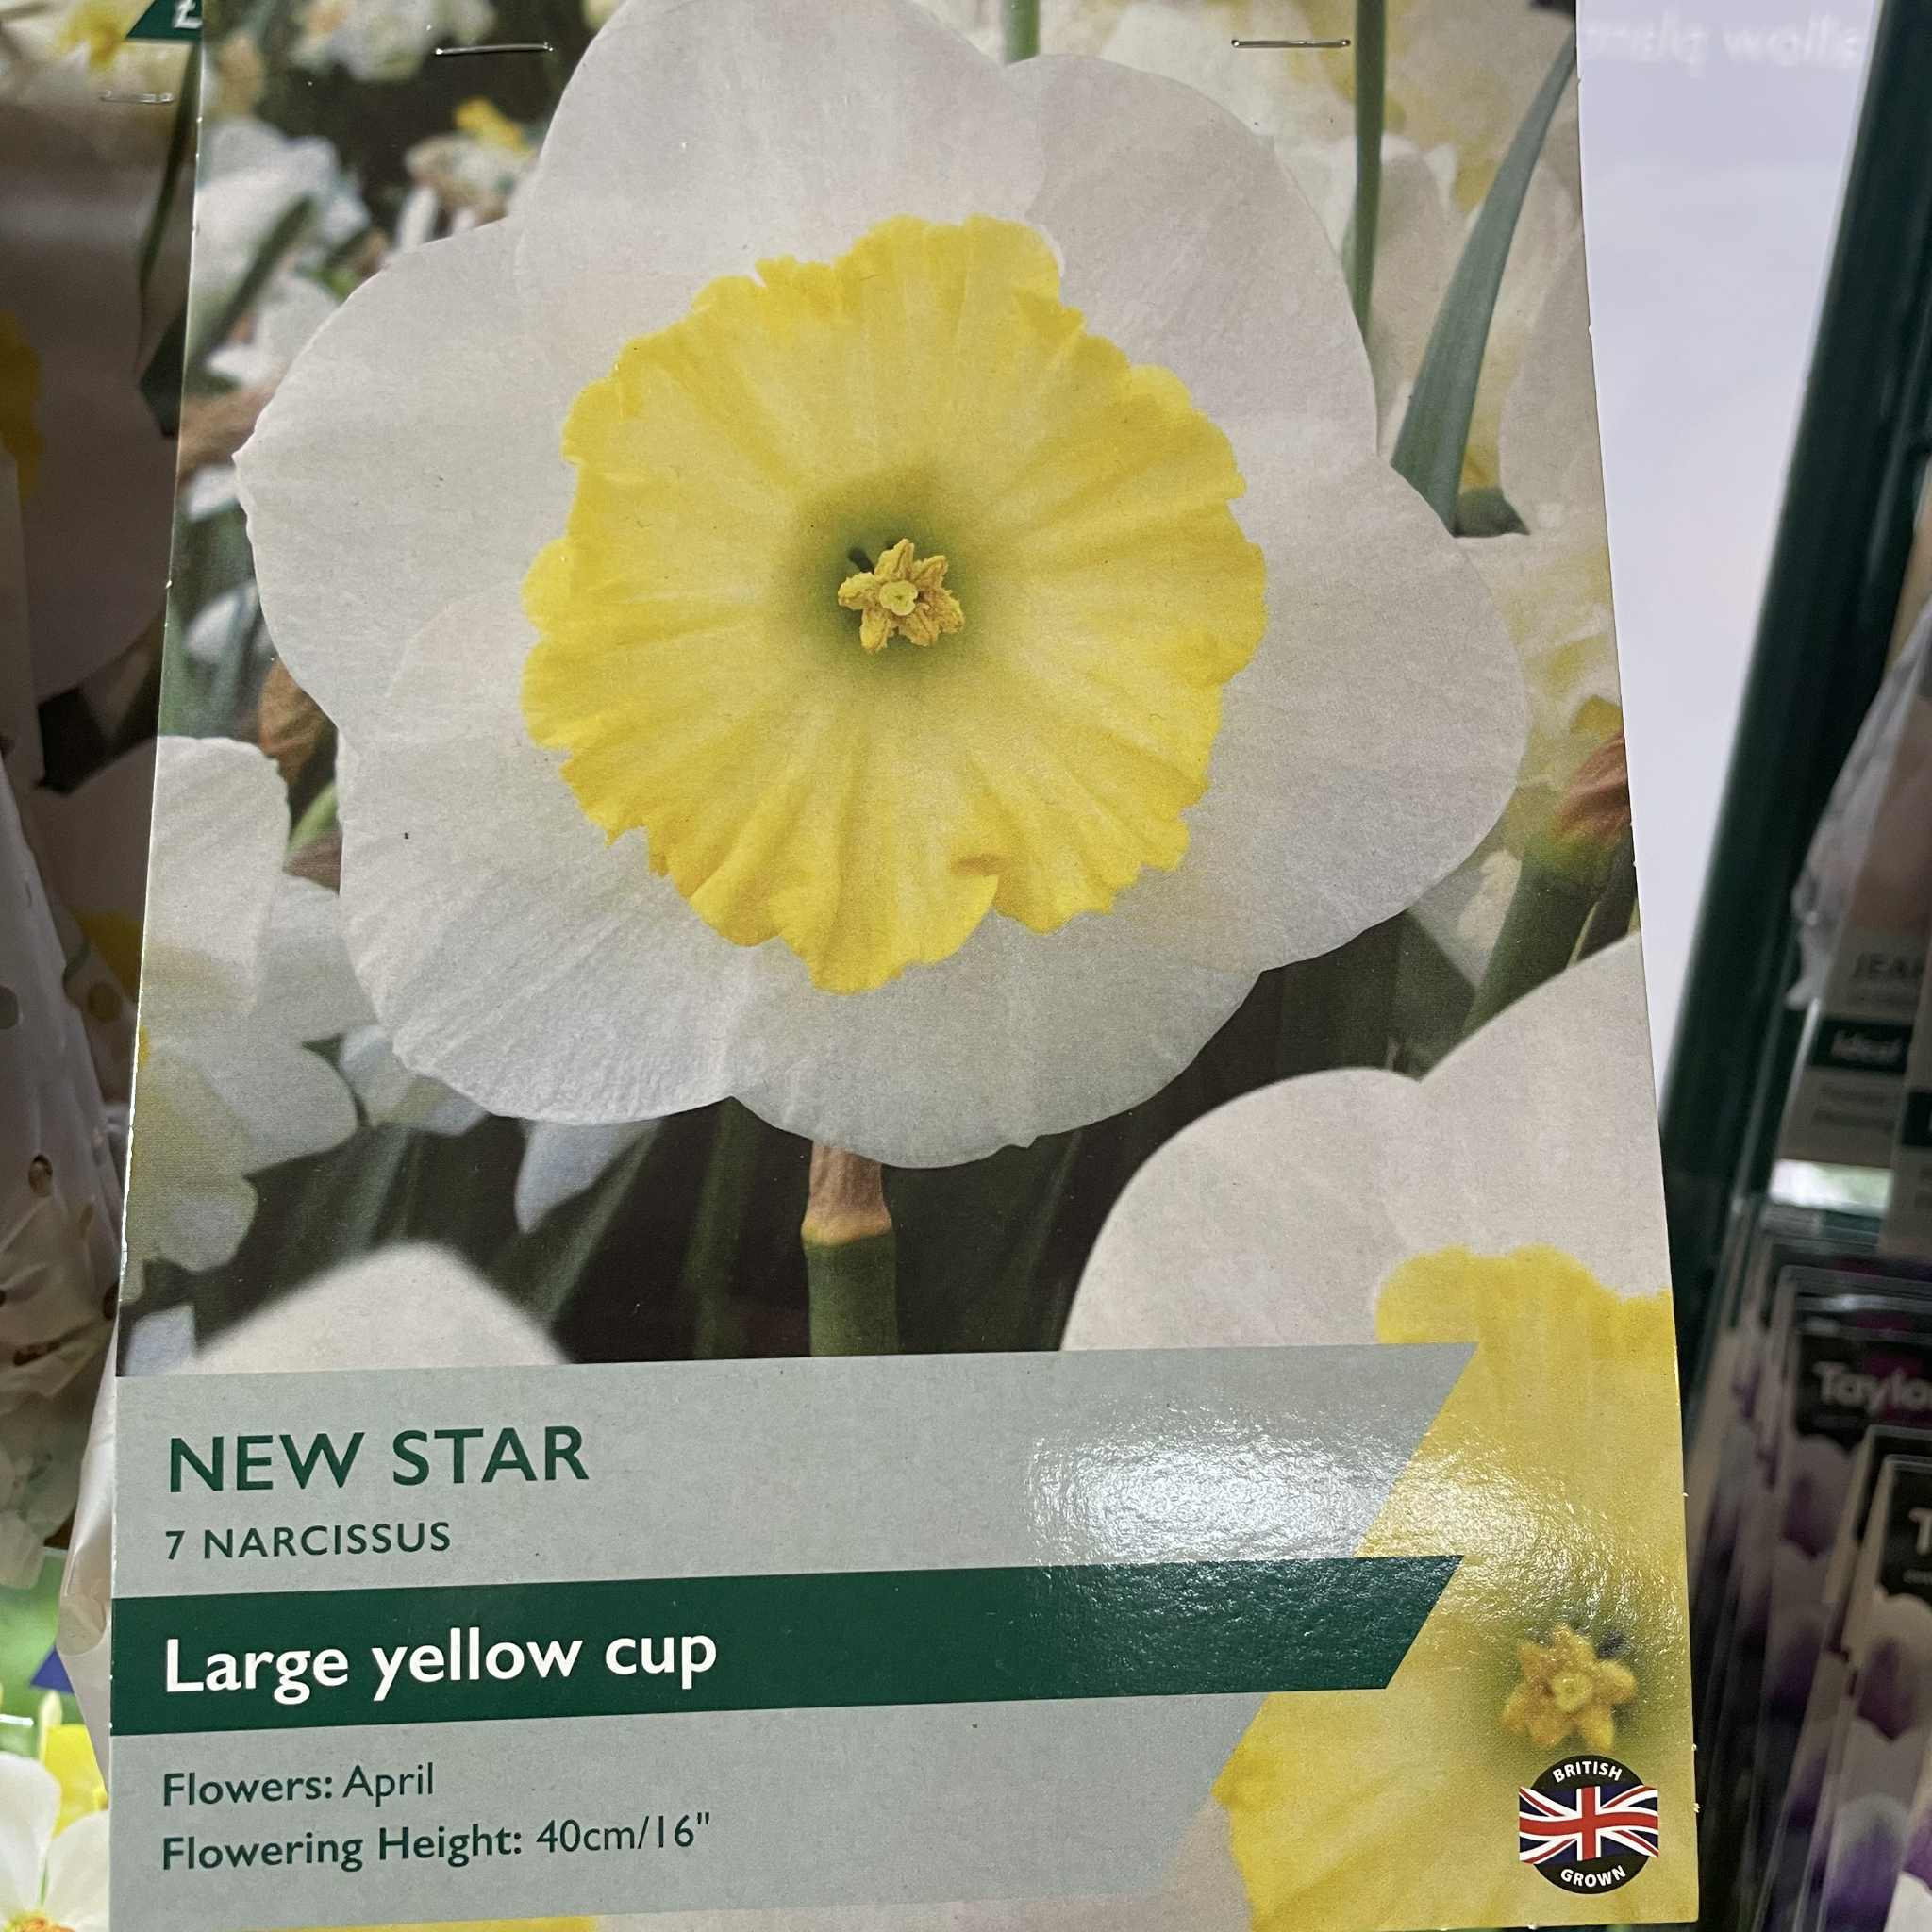 NEW STAR
7 NARCISSUS
Large yellow cup
Flowers: April
Flowering Height: 40cm/16"
BRITISH
GROWN